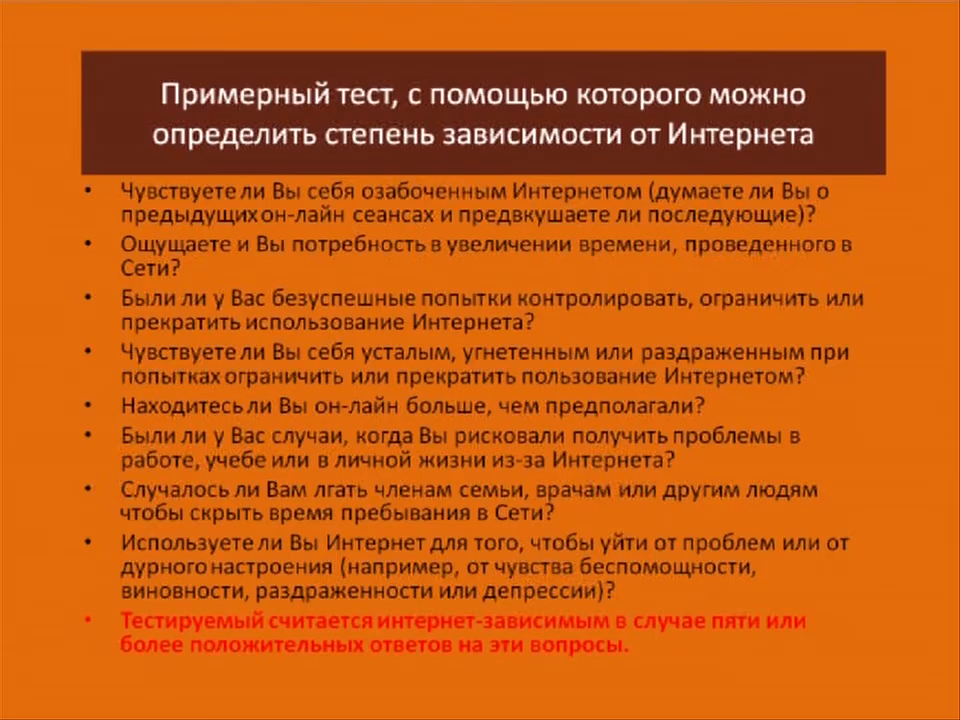 Примерный тест, с помощью которого можно
определить степень зависимости от Интернета
• Чувствуете ли Вы себя озабоченным Интернетом (думаете ли Вы о
предыдущих он-лайн сеансах и предвкушаете ли последующие)?
• Ощущаете и Вы потребность в увеличении времени, проведенного в
Сети?
• Были ли у Вас безуспешные попытки контролировать, ограничить или
прекратить использование Интернета?
• Чувствуете ли Вы себя усталым, угнетенным или раздраженным при
попытках ограничить или прекратить пользование Интернетом?
• Находитесь ли Вы он-лайн больше, чем предполагали?
• Были ли у Вас случаи, когда Вы рисковали получить проблемы в
работе, учебе или в личной жизни из-за Интернета?
• Случалось ли Вам лгать членам семьи, врачам или другим людям
чтобы скрыть время пребывания в Сети?
• Используете ли Вы Интернет для того, чтобы уйти от проблем или от
дурного настроения (например, от чувства беспомощности,
виновности, раздраженности или депрессии)?
• Тестируемый считается интернет-зависимым в случае пяти или
более положительных ответов на эти вопросы.